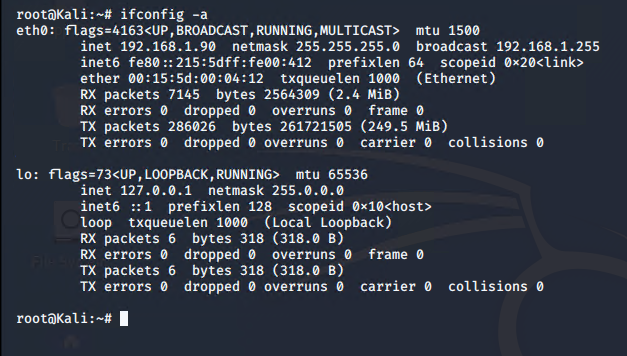 root@Kali:~# ifconfig -a
eth0: flags=4163<UP,BROADCAST,RUNNING,MULTICAST>  mtu 1500
        inet 192.168.1.90  netmask 255.255.255.0  broadcast 192.168.1.255
        inet6 fe80::215:5dff:fe00:412  prefixlen 64  scopeid 0×20<link>
        ether 00:15:5d:00:04:12  txqueuelen 1000  (Ethernet)
        RX packets 7145  bytes 2564309 (2.4 MiB)
        RX errors 0  dropped 0  overruns 0  frame 0
        TX packets 286026  bytes 261721505 (249.5 MiB)
        TX errors 0  dropped 0 overruns 0  carrier 0  collisions 0

lo: flags=73<UP,LOOPBACK,RUNNING>  mtu 65536
        inet 127.0.0.1  netmask 255.0.0.0
        inet6 ::1  prefixlen 128  scopeid 0×10<host>
        loop  txqueuelen 1000  (Local Loopback)
        RX packets 6  bytes 318 (318.0 B)
        RX errors 0  dropped 0  overruns 0  frame 0
        TX packets 6  bytes 318 (318.0 B)
        TX errors 0  dropped 0 overruns 0  carrier 0  collisions 0

root@Kali:~#